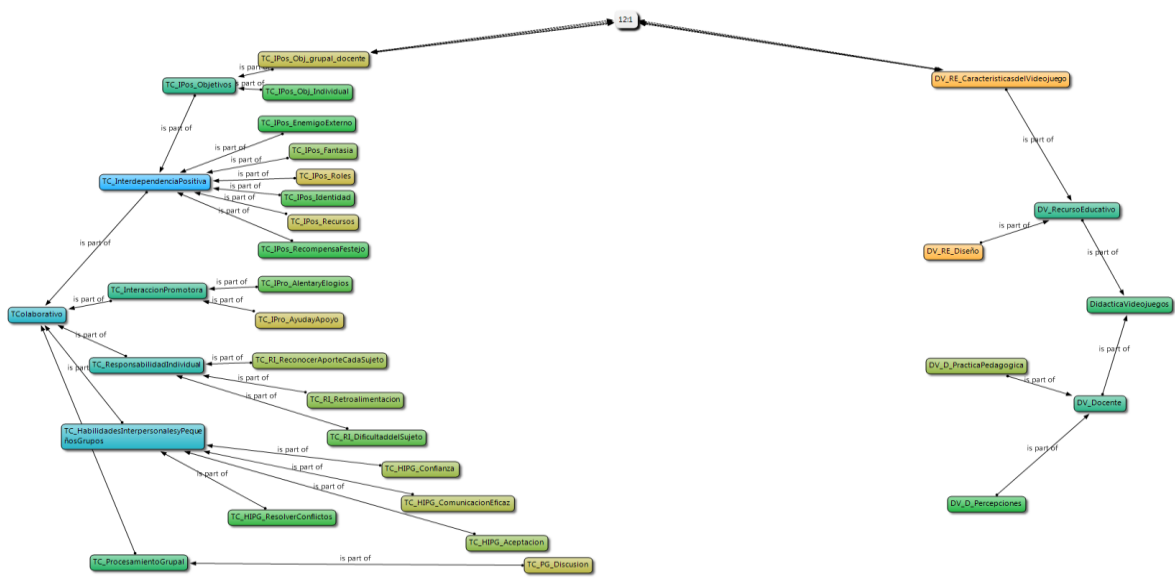 12:1
TC_IPos_Obj_grupal_docente
is part of
TC_IPos_Objetivos
is part of
TC_IPos_Obj_Individual
DV_RE_CaracteristicasdelVideojuego
is part of
TC_IPos_EnemigoExterno
is part of
is part of
TC_IPos_Fantasia
is part of
TC_InterdependenciaPositiva
is part of
TC_IPos_Roles
is part of
TC_IPos_Identidad
is part of
TC_IPos_Recursos
is part of
TC_IPos_RecompensaFestejo
DV_RecursoEducativo
is part of
DV_RE_Diseño
is part of
is part of
TC_InteraccionPromotora
is part of
TC_IPro_AlentaryElogios
is part of
TC_IPro_AyudayApoyo
is part of
TColaborativo
DidacticaVideojuegos
is part of
TC_ResponsabilidadIndividual
is part of
TC_RI_ReconocerAporteCadaSujeto
is part of
TC_RI_Retroalimentacion
is part of
TC_RI_DificultaddelSujeto
is part of
DV_D_PracticaPedagogica
is part of
DV_Docente
is part of
TC_HabilidadesInterpersonalesyPeque
ñosGrupos
is part of
TC_HIPG_Confianza
is part of
TC_HIPG_ComunicacionEficaz
is part of
TC_HIPG_ResolverConflictos
is part of
TC_HIPG_Aceptacion
is part of
DV_D_Percepciones
TC_ProcesamientoGrupal
is part of
TC_PG_Discusion